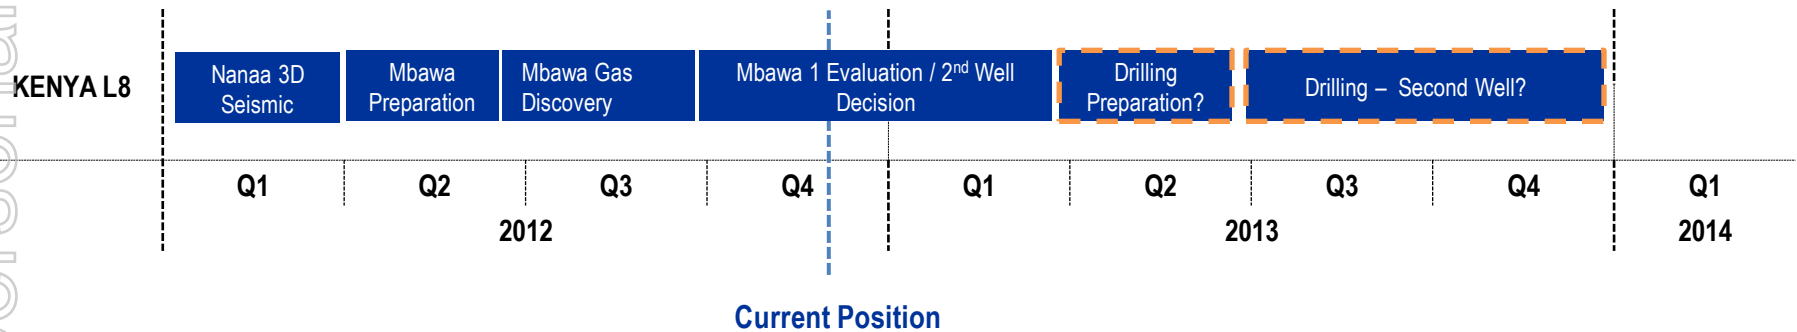 KENYA L8
Nanaa 3D
Seismic
Mbawa
Preparation
Mbawa Gas
Discovery
Mbawa 1 Evaluation / 2nd Well
Decision
Drilling
Preparation?
Drilling – Second Well?
Q1 Q2 Q3 Q4 Q1 Q2 Q3 Q4 Q1
2012 2013 2014
Current Position